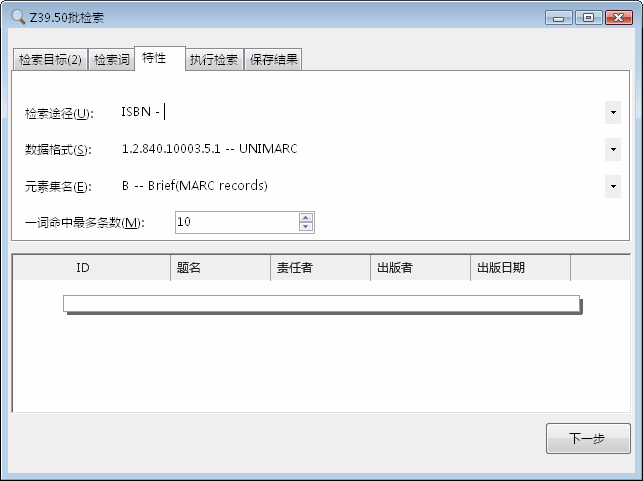 Z39.50批检索
检索目标(2) 检索词 特性 执行检索 保存结果
检索途径(U): ISBN -
数据格式(S): 1.2.840.10003.5.1 -- UNIMARC
元素集名(E): B -- Brief(MARC records)
一词命中最多条数(M): 10
ID 题名 责任者 出版者 出版日期
下一步